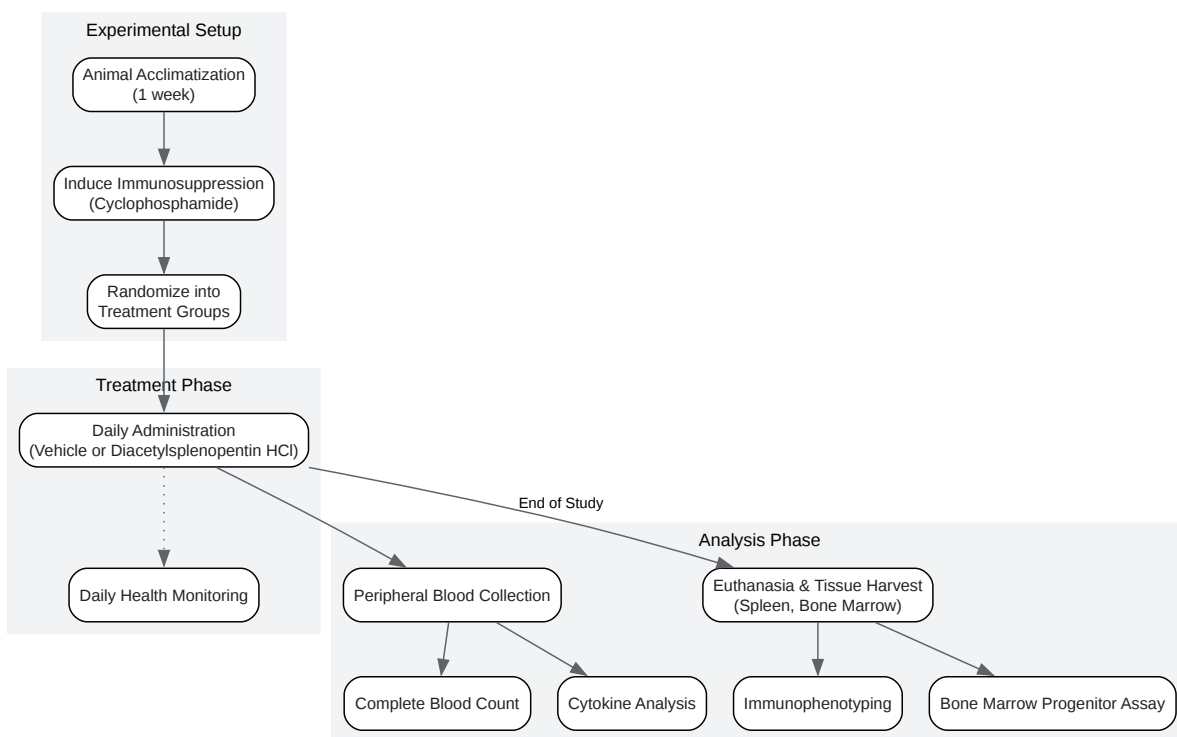 Experimental Setup
Animal Acclimatization
(1 week)
Induce Immunosuppression
(Cyclophosphamide)
Randomize into
Treatment Groups
Treatment Phase
Daily Administration
(Vehicle or Diacetylsplenopentin HCl)
End of Study
Daily Health Monitoring
Analysis Phase
Peripheral Blood Collection
Euthanasia & Tissue Harvest
(Spleen, Bone Marrow)
Complete Blood Count
Cytokine Analysis
Immunophenotyping
Bone Marrow Progenitor Assay